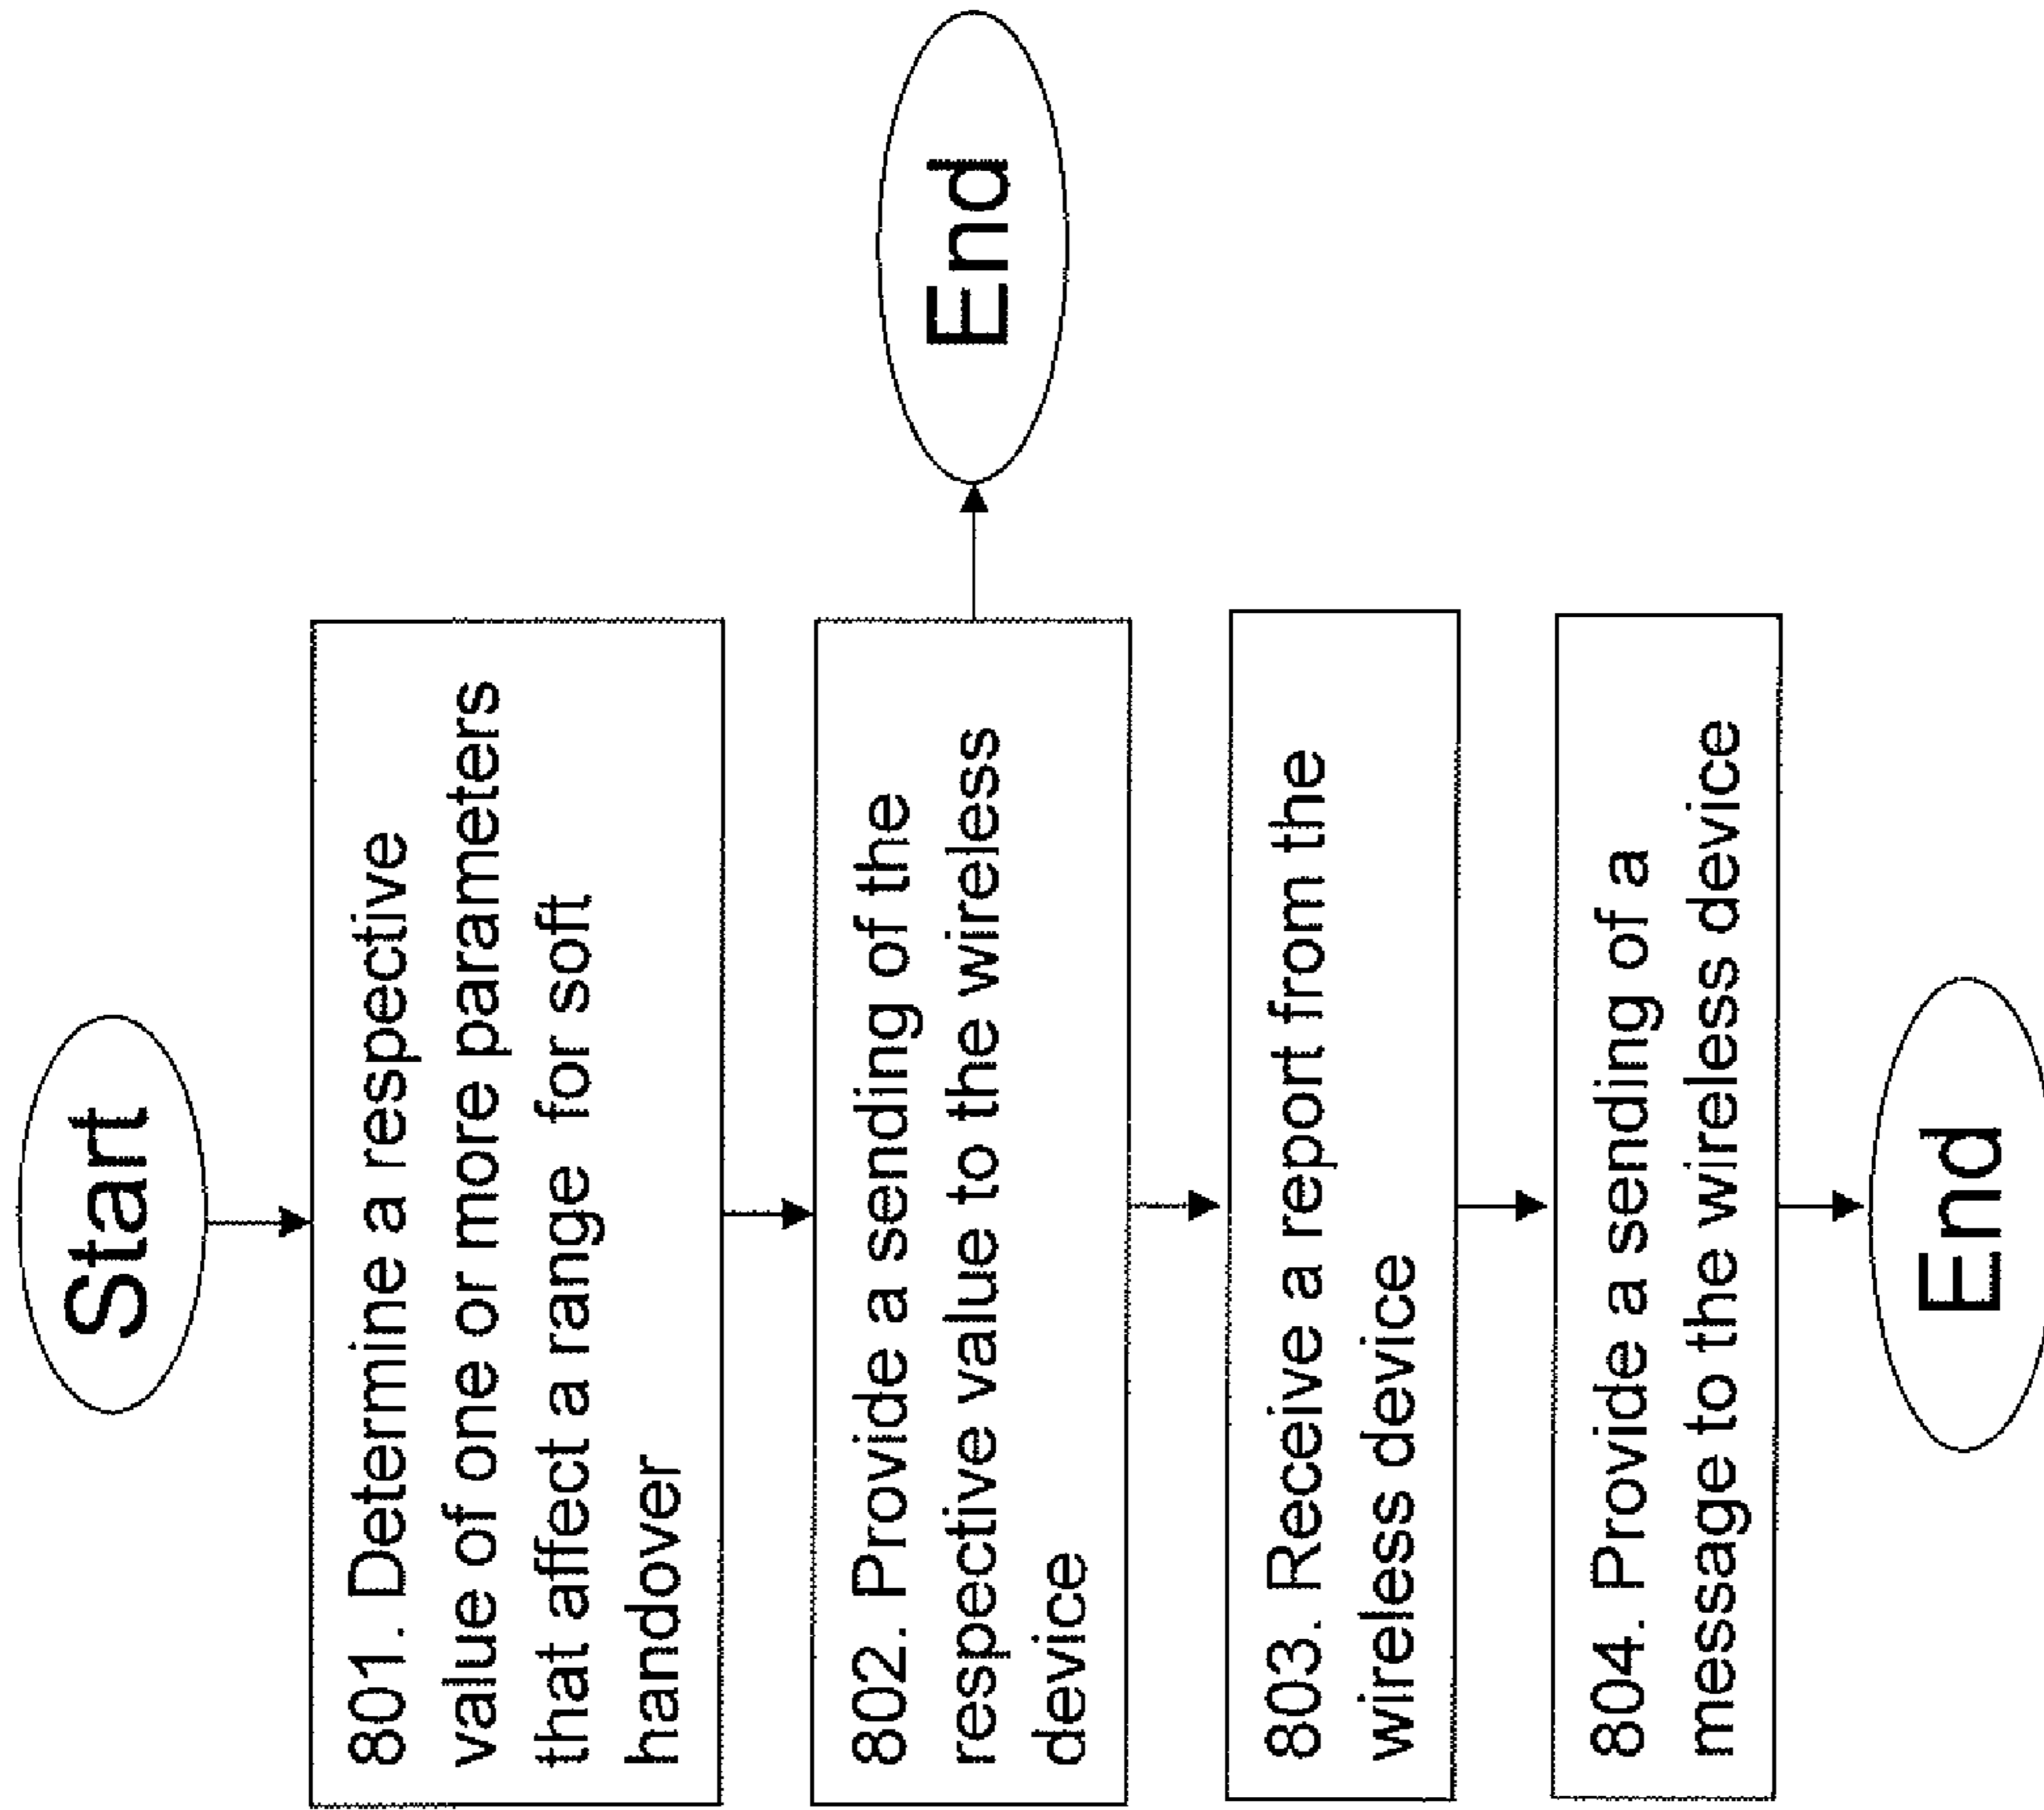 Start
801. Determine a respective
value of one or more parameters
that affect a range for soft
handover
802. Provide a sending of the
respective value to the wireless
device
End
803. Receive a report from the
wireless device
804. Provide a sending of a
message to the wireless device
End